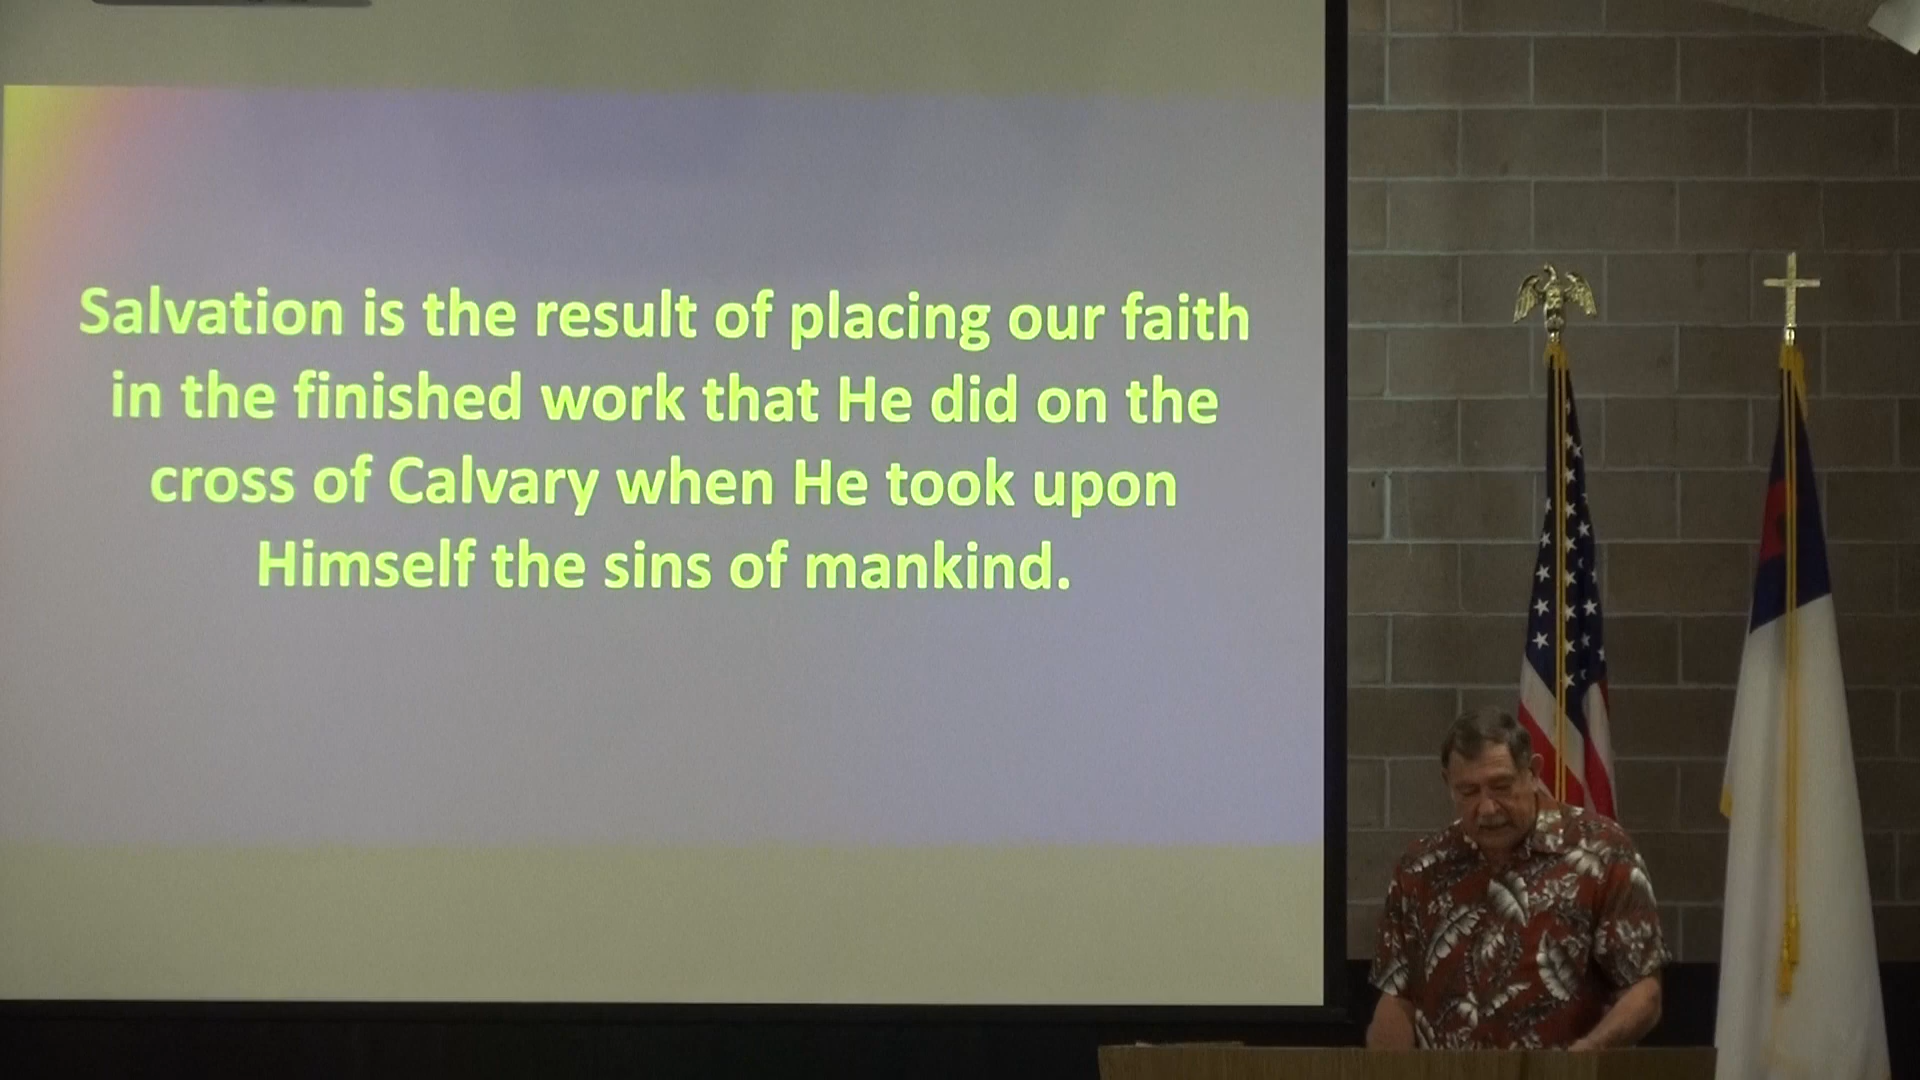 Salvation is the result of placing our faith
in the finished work that He did on the
cross of Calvary when He took upon
Himself the sins of mankind.